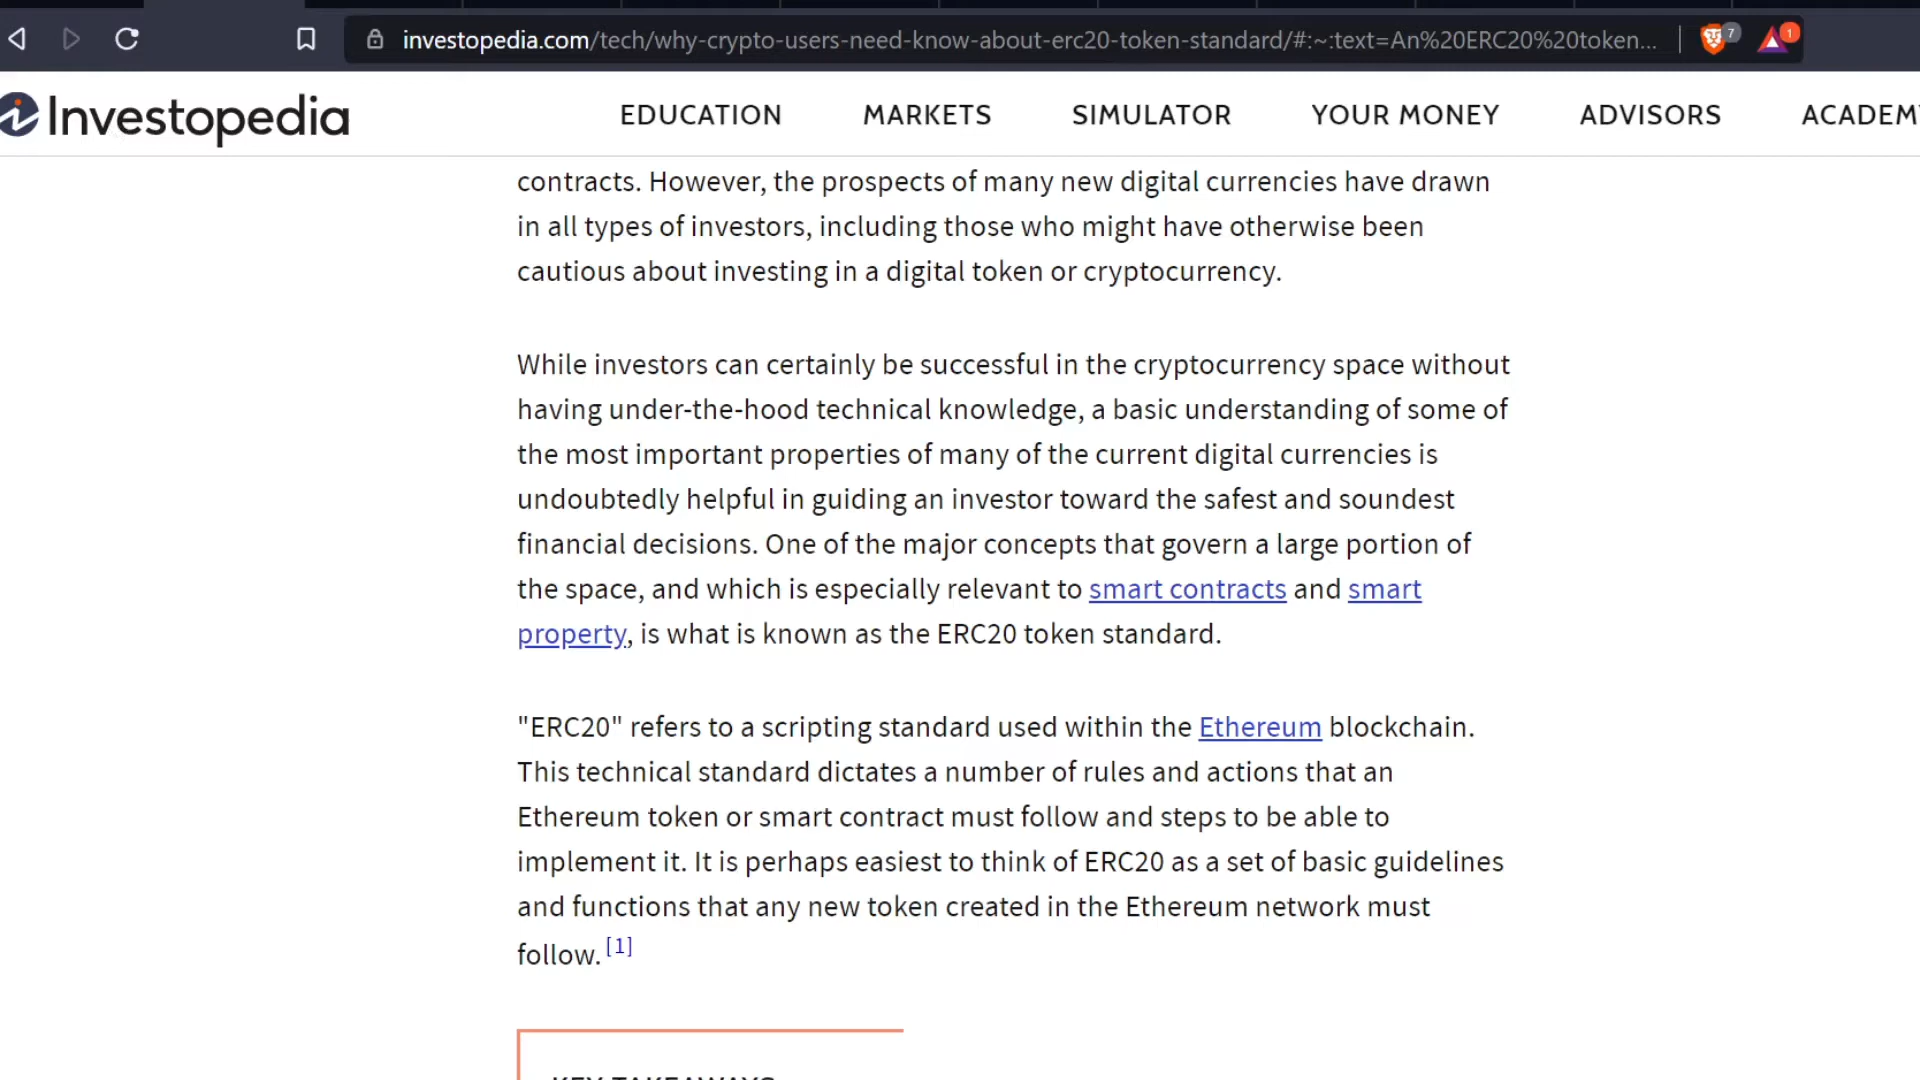 investopedia.com/tech/why-crypto-users-need-know-about-erc20-token-standard/#:~:text=An%20ERC20%20token...
7
1
Investopedia
EDUCATION
MARKETS
SIMULATOR
YOUR MONEY
ADVISORS
ACADEMY
contracts. However, the prospects of many new digital currencies have drawn
in all types of investors, including those who might have otherwise been
cautious about investing in a digital token or cryptocurrency.
While investors can certainly be successful in the cryptocurrency space without
having under-the-hood technical knowledge, a basic understanding of some of
the most important properties of many of the current digital currencies is
undoubtedly helpful in guiding an investor toward the safest and soundest
financial decisions. One of the major concepts that govern a large portion of
the space, and which is especially relevant to smart contracts and smart
property, is what is known as the ERC20 token standard.
"ERC20" refers to a scripting standard used within the Ethereum blockchain.
This technical standard dictates a number of rules and actions that an
Ethereum token or smart contract must follow and steps to be able to
implement it. It is perhaps easiest to think of ERC20 as a set of basic guidelines
and functions that any new token created in the Ethereum network must
follow. [1]
KEY TAKEAWAYS